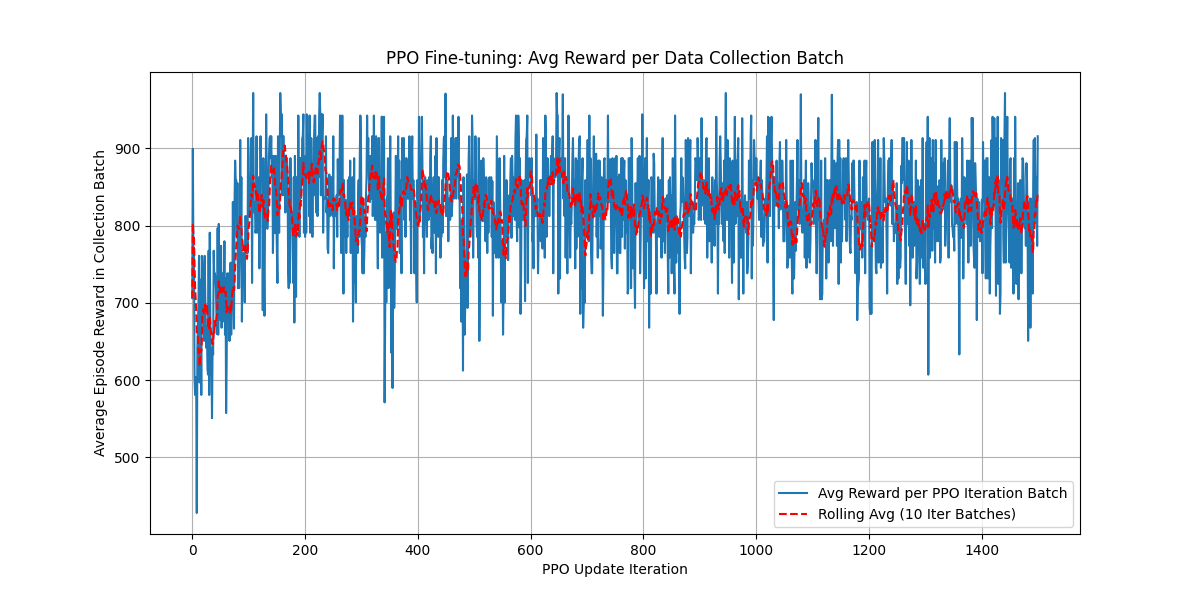 PPO Fine-tuning: Avg Reward per Data Collection Batch
Average Episode Reward in Collection Batch
900
800
700
600
500
Avg Reward per PPO Iteration Batch
Rolling Avg (10 Iter Batches)
0 200 400 600 800 1000 1200 1400
PPO Update Iteration